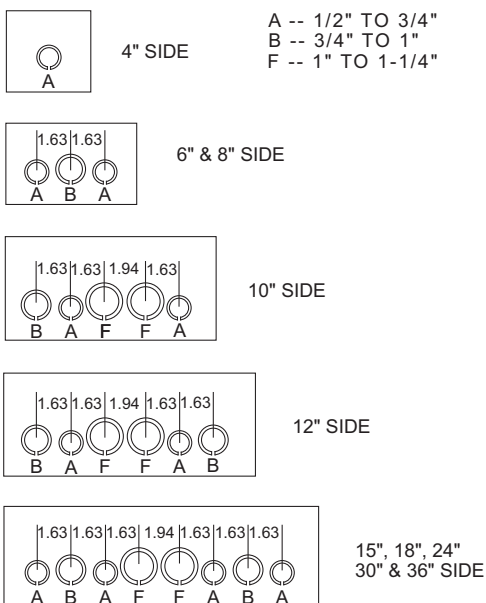 A -- 1/2" TO 3/4"
B -- 3/4" TO 1"
F -- 1" TO 1-1/4"
4" SIDE
A
1.63 1.63
6" & 8" SIDE
A B A
1.63 1.63 1.94 1.63
10" SIDE
B A F F A
1.63 1.63 1.94 1.63 1.63
12" SIDE
B A F F A B
1.63 1.63 1.63 1.94 1.63 1.63 1.63
15", 18", 24"
30" & 36" SIDE
A B A F F A B A